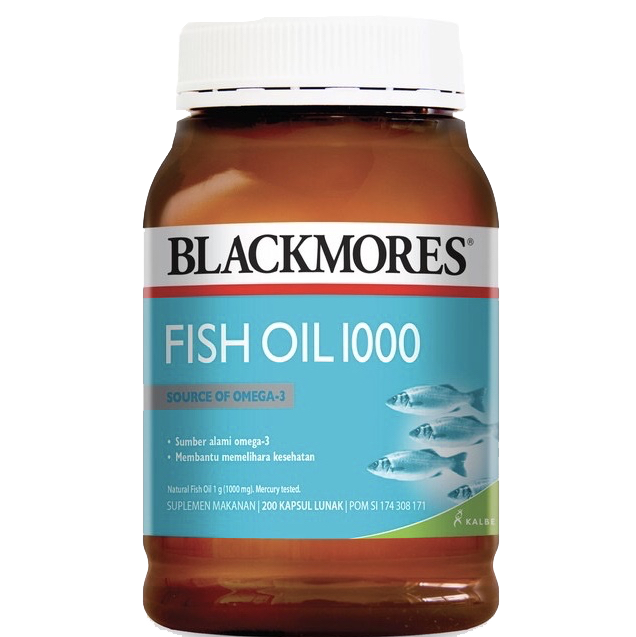 BLACKMORES®
FISH OIL 1000
SOURCE OF OMEGA-3
• Sumber alami omega-3
• Membantu memelihara kesehatan
Natural Fish Oil 1 g (1000 mg). Mercury tested.
SUPLEMEN MAKANAN | 200 KAPSUL LUNAK | POM SI 174 308 171
KALBE